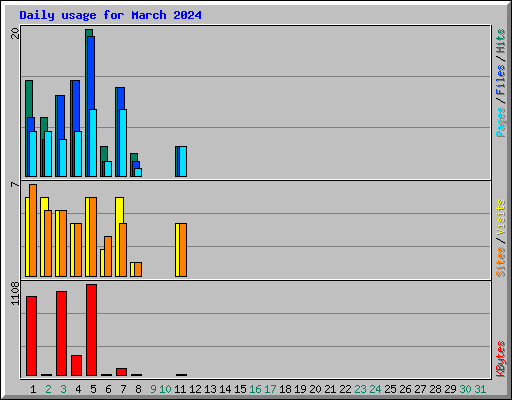 Daily usage for March 2024
20
Pages / Files / Hits
7
Sites / Visits
1108
KBytes
1 2 3 4 5 6 7 8 9 10 11 12 13 14 15 16 17 18 19 20 21 22 23 24 25 26 27 28 29 30 31